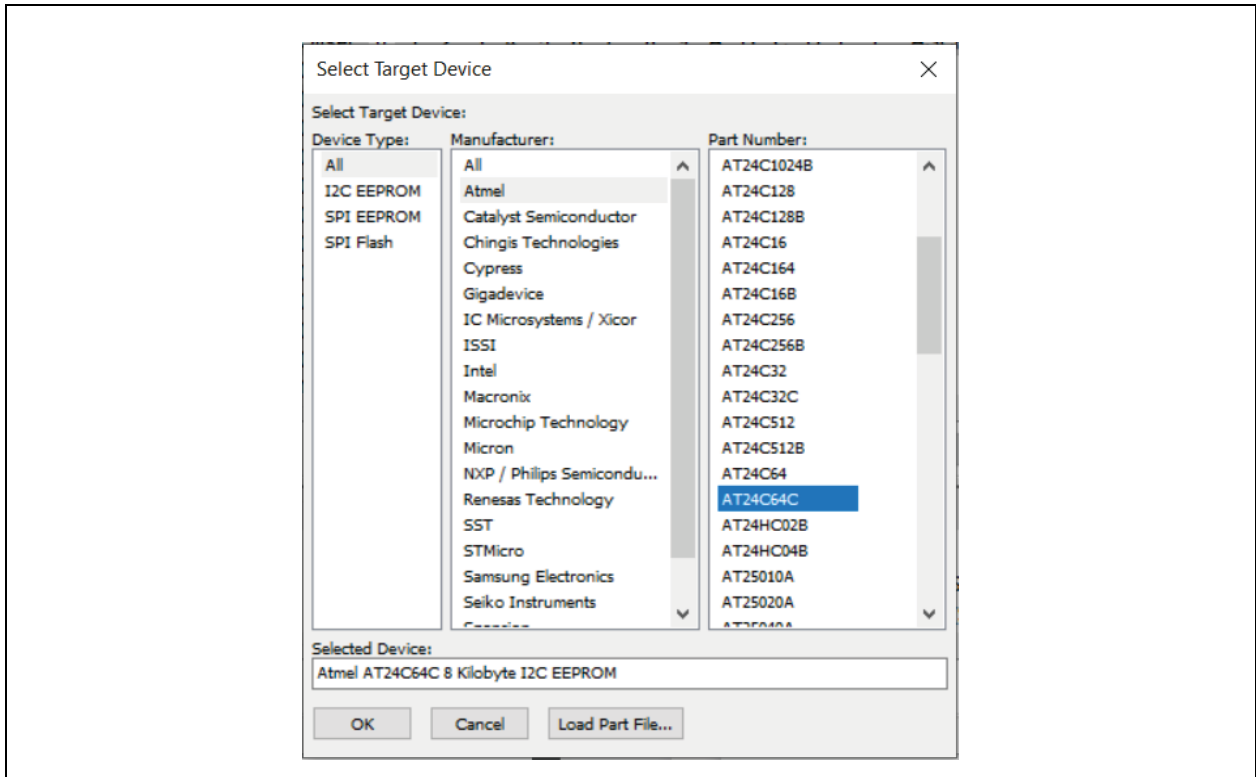 Select Target Device
Select Target Device:
Device Type:
All
I2C EEPROM
SPI EEPROM
SPI Flash
Manufacturer:
All
Atmel
Catalyst Semiconductor
Chingis Technologies
Cypress
Gigadevice
IC Microsystems / Xicor
ISSI
Intel
Macronix
Microchip Technology
Micron
NXP / Philips Semicondu...
Renesas Technology
SST
STMicro
Samsung Electronics
Seiko Instruments
Part Number:
AT24C1024B
AT24C128
AT24C128B
AT24C16
AT24C164
AT24C16B
AT24C256
AT24C256B
AT24C32
AT24C32C
AT24C512
AT24C512B
AT24C64
AT24C64C
AT24HC02B
AT24HC04B
AT25010A
AT25020A
Selected Device:
Atmel AT24C64C 8 Kilobyte I2C EEPROM
OK
Cancel
Load Part File...